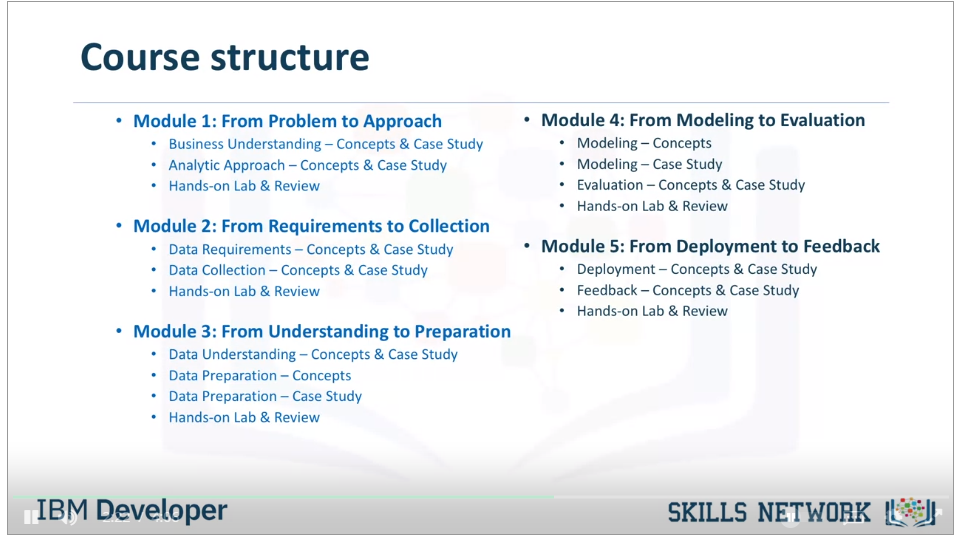 Course structure
• Module 1: From Problem to Approach
• Business Understanding – Concepts & Case Study
• Analytic Approach – Concepts & Case Study
• Hands-on Lab & Review
• Module 2: From Requirements to Collection
• Data Requirements – Concepts & Case Study
• Data Collection – Concepts & Case Study
• Hands-on Lab & Review
• Module 3: From Understanding to Preparation
• Data Understanding – Concepts & Case Study
• Data Preparation – Concepts
• Data Preparation – Case Study
• Hands-on Lab & Review
• Module 4: From Modeling to Evaluation
• Modeling – Concepts
• Modeling – Case Study
• Evaluation – Concepts & Case Study
• Hands-on Lab & Review
• Module 5: From Deployment to Feedback
• Deployment – Concepts & Case Study
• Feedback – Concepts & Case Study
• Hands-on Lab & Review
IBM Developer
SKILLS NETWORK